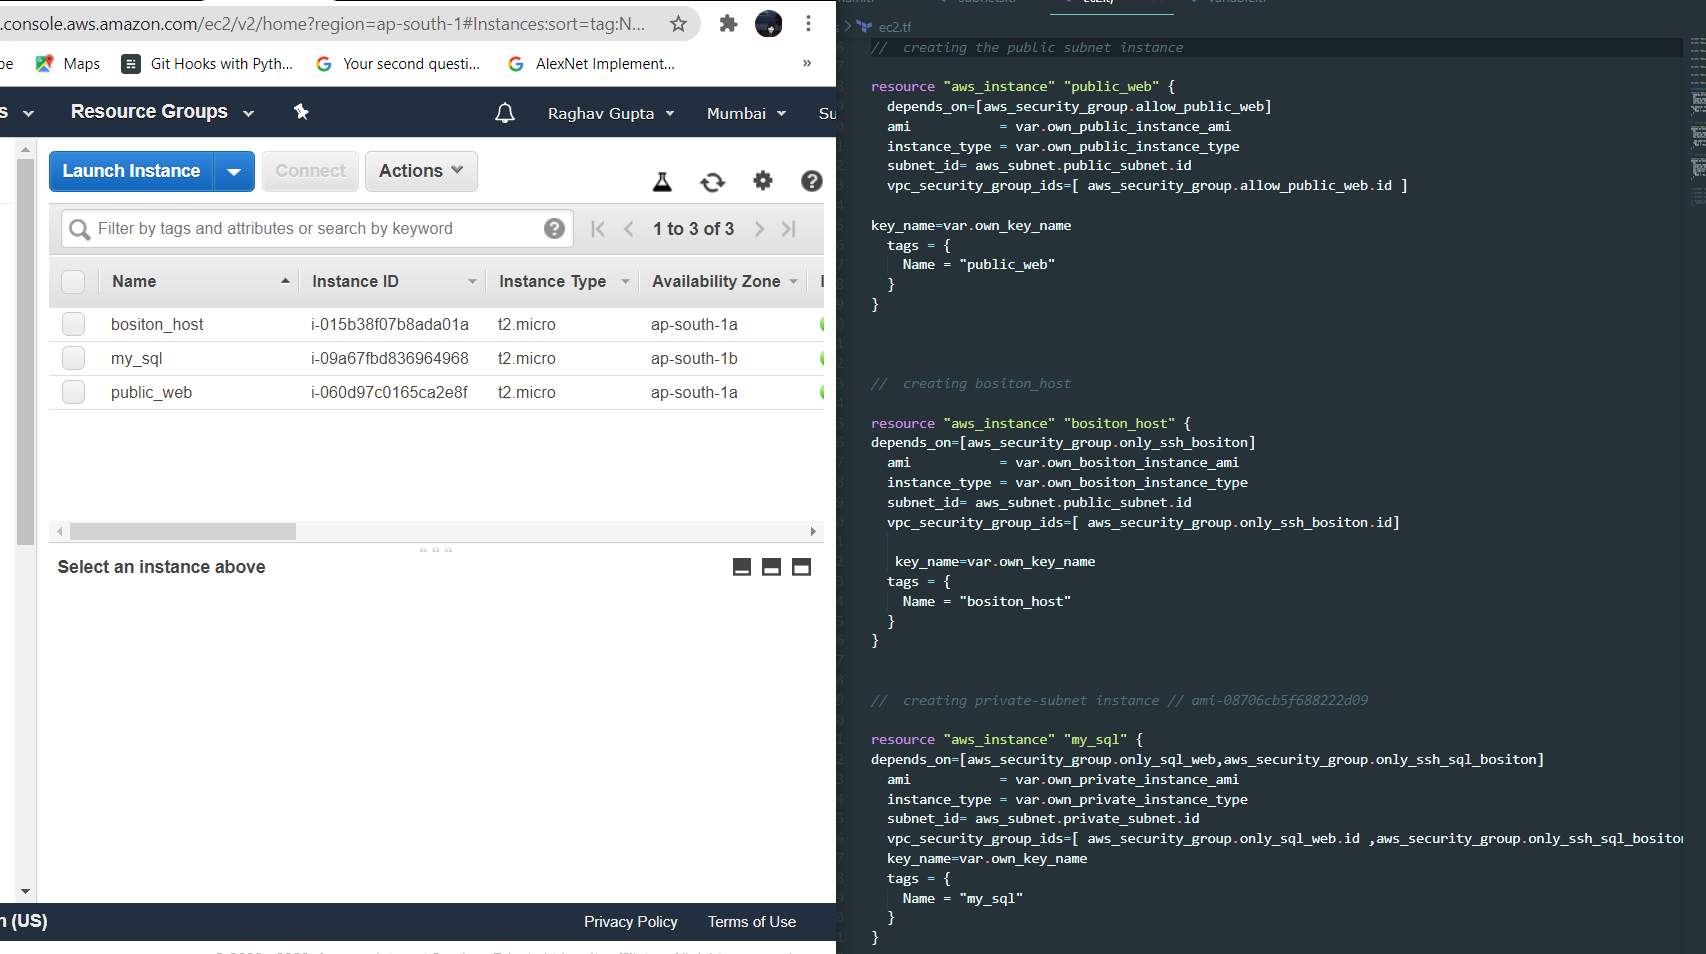 .console.aws.amazon.com/ec2/v2/home?region=ap-south-1#Instances:sort=tag:N...
Maps
Git Hooks with Pyth...
Your second questi...
AlexNet Implement...
»
Resource Groups
Raghav Gupta
Mumbai
Su
Launch Instance
Connect
Actions
Filter by tags and attributes or search by keyword
1 to 3 of 3
Name
Instance ID
Instance Type
Availability Zone
bositon_host
i-015b38f07b8ada01a
t2.micro
ap-south-1a
my_sql
i-09a67fbd836964968
t2.micro
ap-south-1b
public_web
i-060d97c0165ca2e8f
t2.micro
ap-south-1a
Select an instance above
(US)
Privacy Policy
Terms of Use
ec2.tf
// creating the public subnet instance
resource "aws_instance" "public_web" {
depends_on=[aws_security_group.allow_public_web]
ami = var.own_public_instance_ami
instance_type = var.own_public_instance_type
subnet_id= aws_subnet.public_subnet.id
vpc_security_group_ids=[ aws_security_group.allow_public_web.id ]
key_name=var.own_key_name
tags = {
Name = "public_web"
}
}
// creating bositon_host
resource "aws_instance" "bositon_host" {
depends_on=[aws_security_group.only_ssh_bositon]
ami = var.own_bositon_instance_ami
instance_type = var.own_bositon_instance_type
subnet_id= aws_subnet.public_subnet.id
vpc_security_group_ids=[ aws_security_group.only_ssh_bositon.id]
key_name=var.own_key_name
tags = {
Name = "bositon_host"
}
}
// creating private-subnet instance // ami-08706cb5f688222d09
resource "aws_instance" "my_sql" {
depends_on=[aws_security_group.only_sql_web,aws_security_group.only_ssh_sql_bositon]
ami = var.own_private_instance_ami
instance_type = var.own_private_instance_type
subnet_id= aws_subnet.private_subnet.id
vpc_security_group_ids=[ aws_security_group.only_sql_web.id ,aws_security_group.only_ssh_sql_bositon
key_name=var.own_key_name
tags = {
Name = "my_sql"
}
}